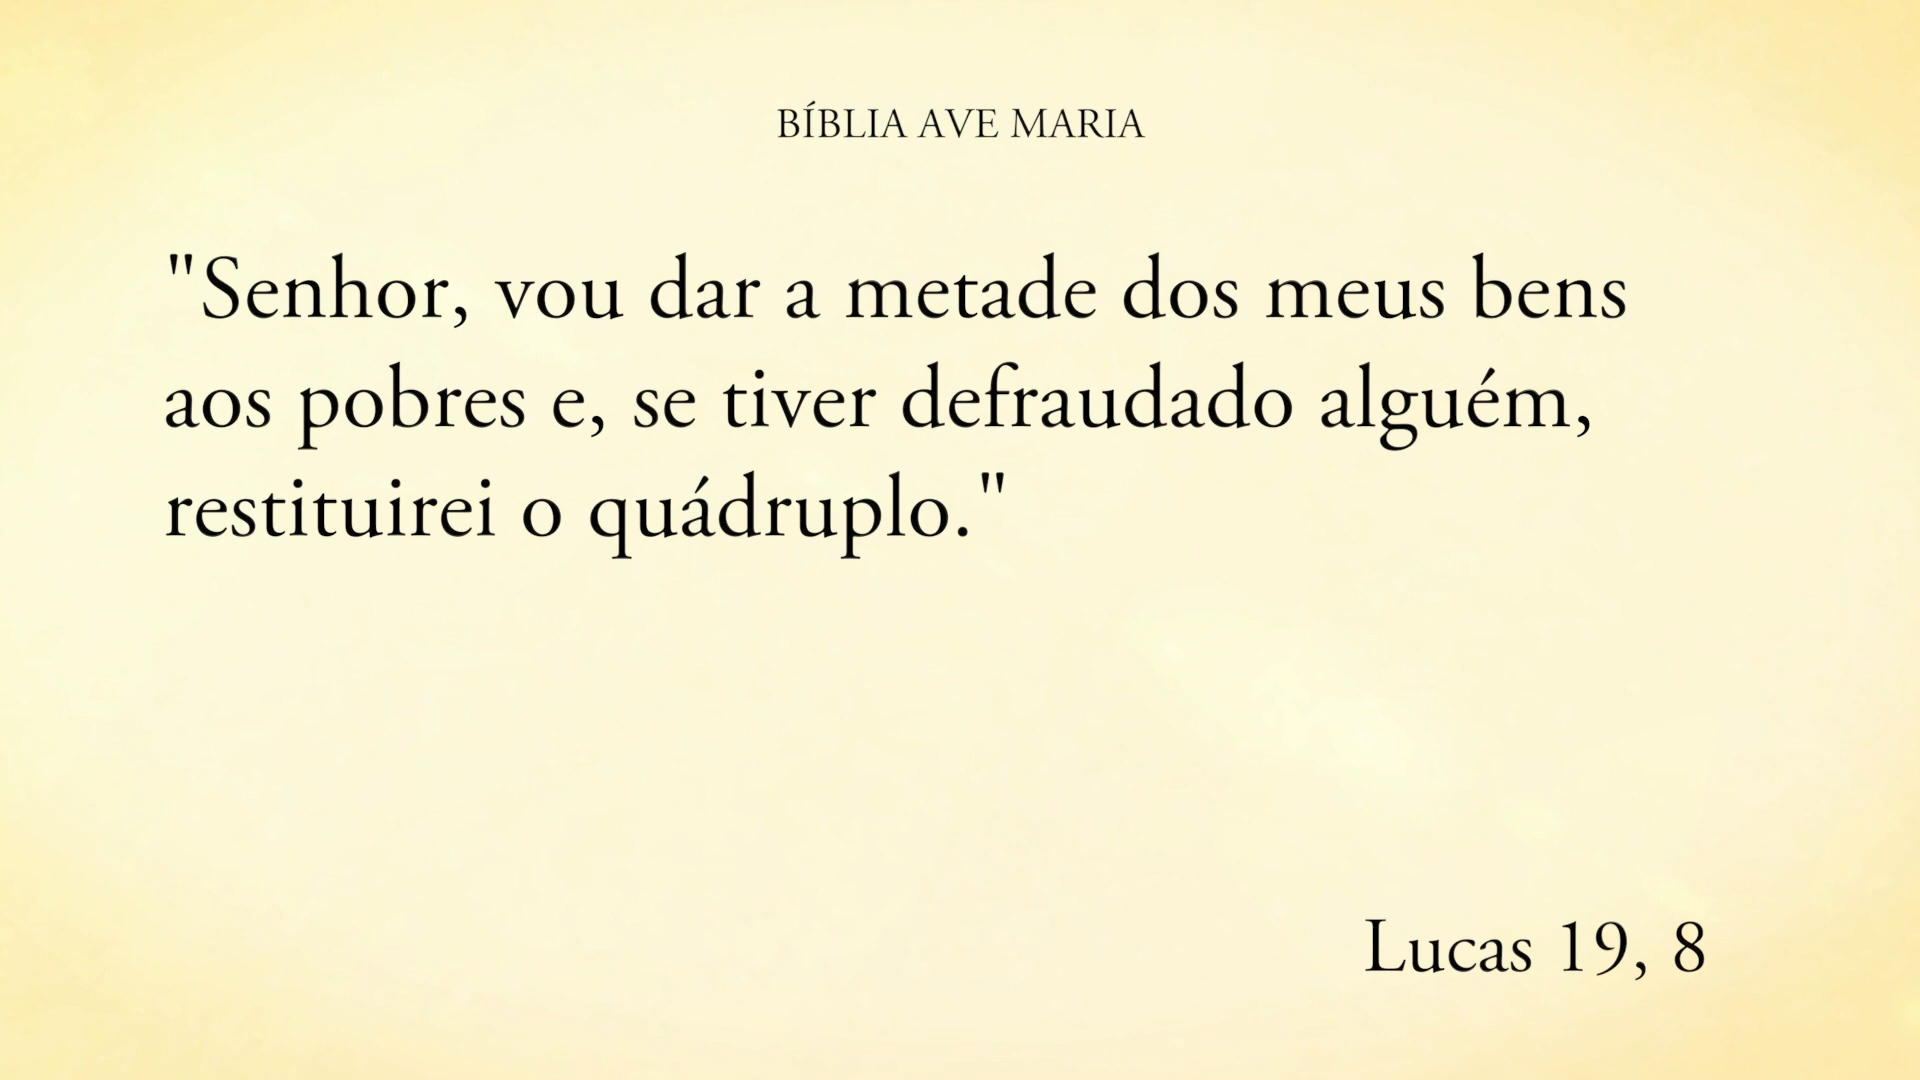 BÍBLIA AVE MARIA
"Senhor, vou dar a metade dos meus bens
aos pobres e, se tiver defraudado alguém,
restituirei o quádruplo."
Lucas 19, 8